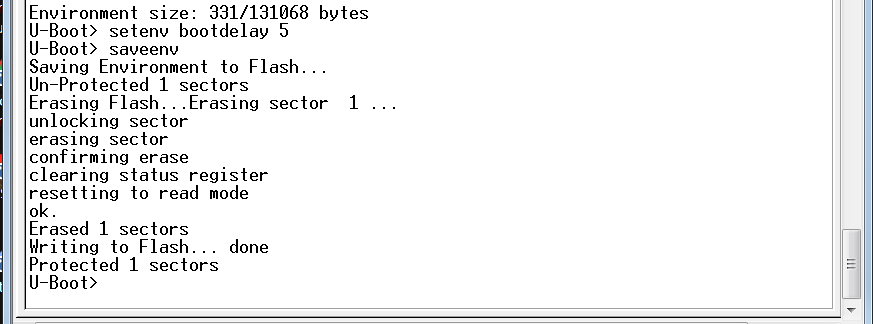 Environment size: 331/131068 bytes
U-Boot> setenv bootdelay 5
U-Boot> saveenv
Saving Environment to Flash...
Un-Protected 1 sectors
Erasing Flash...Erasing sector  1 ...
unlocking sector
erasing sector
confirming erase
clearing status register
resetting to read mode
ok.
Erased 1 sectors
Writing to Flash... done
Protected 1 sectors
U-Boot>